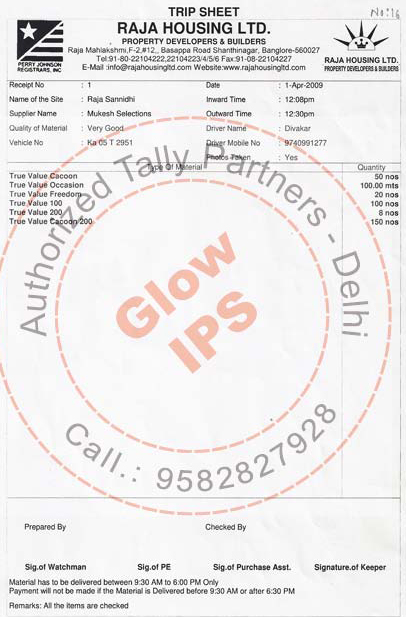 TRIP SHEET
No: 16
RAJA HOUSING LTD.
PROPERTY DEVELOPERS & BUILDERS
Raja Mahlakshmi,F-2,#12,, Basappa Road Shanthinagar, Banglore-560027
Tel:91-80-22104222,22104223/4/5/6 Fax:91-08-22104227
E-Mail :info@rajahousingltd.com Website:www.rajahousingltd.com
PERRY JOHNSON
REGISTRARS, INC
RAJA HOUSING LTD.
PROPERTY DEVELOPERS & BUILDERS
Receipt No : 1 Date : 1-Apr-2009
Name of the Site : Raja Sannidhi Inward Time : 12:08pm
Supplier Name : Mukesh Selections Outward Time : 12:30pm
Quality of Material : Very Good Driver Name : Divakar
Vehicle No : Ka 05 T 2951 Driver Mobile No : 9740991277
Photos Taken : Yes
Type Of Material Quantity
True Value Cacoon 50 nos
True Value Occasion 100.00 mts
True Value Freedom 20 nos
True Value 100 100 nos
True Value 200 8 nos
True Value Cacoon 200 150 nos
Authorized Tally Partners - Delhi
Glow
IPS
Call.: 9582827928
Prepared By Checked By
Sig.of Watchman Sig.of PE Sig.of Purchase Asst. Signature.of Keeper
Material has to be delivered between 9:30 AM to 6:00 PM Only
Payment will not be made if the Material is Delivered before 9:30 AM or after 6:30 PM
Remarks: All the items are checked